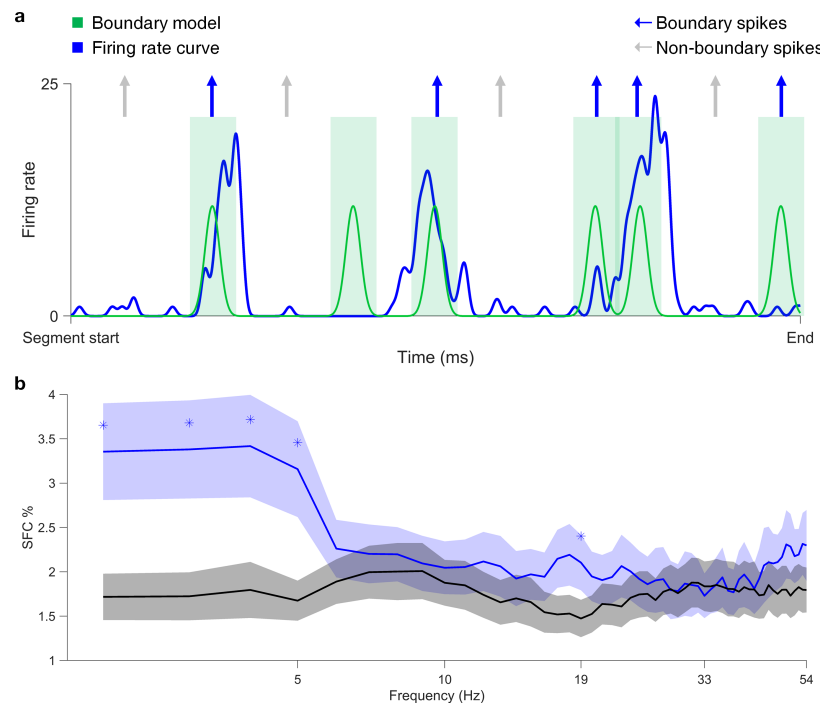 a
Boundary model
Boundary spikes
Firing rate curve
Non-boundary spikes
25
Firing rate
0
Segment start
End
Time (ms)
b
4
3.5
3
2.5
2
1.5
1
SFC %
5
10
19
33
54
Frequency (Hz)